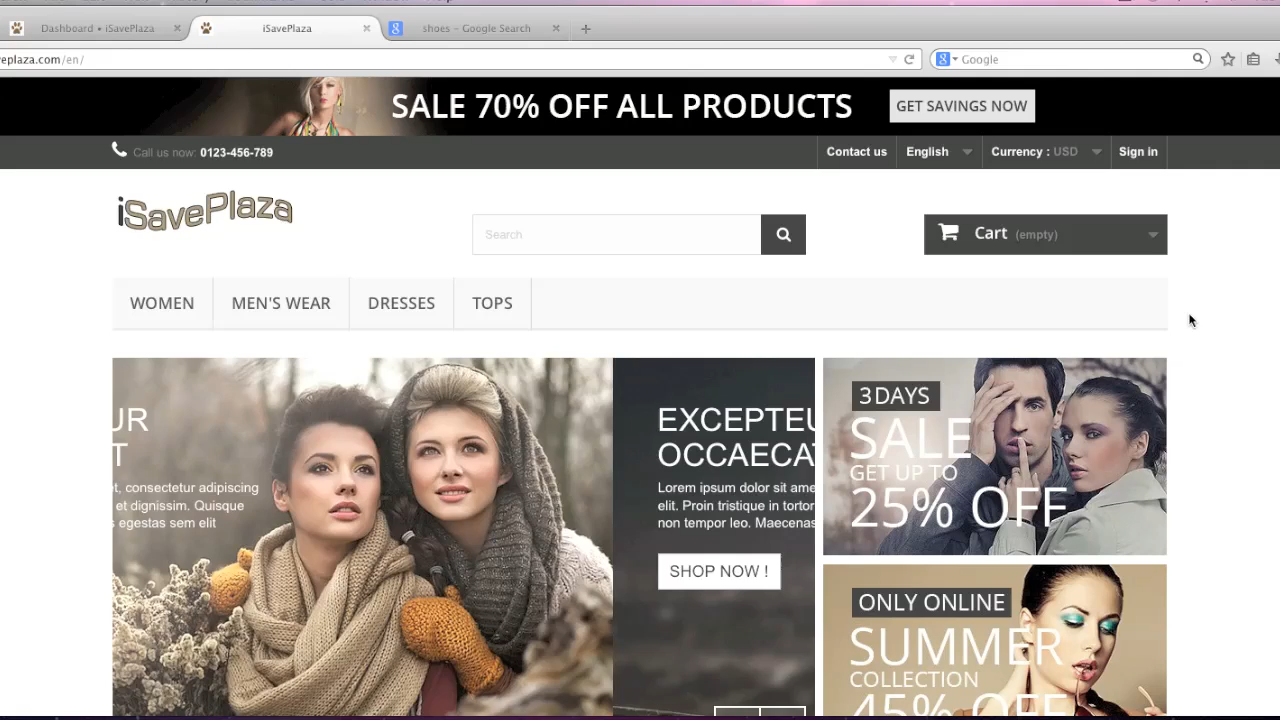 Dashboard • iSavePlaza
iSavePlaza
shoes - Google Search
eplaza.com/en/
Google
SALE 70% OFF ALL PRODUCTS
GET SAVINGS NOW
Call us now: 0123-456-789
Contact us
English
Currency : USD
Sign in
iSavePlaza
Search
Cart (empty)
WOMEN
MEN'S WEAR
DRESSES
TOPS
UR
T
t, consectetur adipiscing
et dignissim. Quisque
s egestas sem elit
EXCEPTEU
OCCAECAT
Lorem ipsum dolor sit ame
elit. Proin tristique in tortor
non tempor leo. Maecenas
SHOP NOW !
3 DAYS
SALE
GET UP TO
25% OFF
ONLY ONLINE
SUMMER
COLLECTION
45% OFF